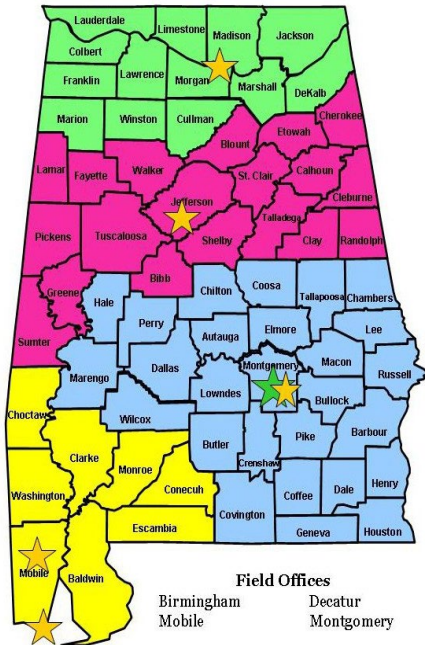 Lauderdale
Limestone
Madison
Jackson
Colbert
Franklin
Lawrence
Morgan
Marshall
DeKalb
Marion
Winston
Cullman
Cherokee
Etowah
Blount
Lamar
Fayette
Walker
Jefferson
St. Clair
Calhoun
Cleburne
Talladega
Pickens
Tuscaloosa
Shelby
Clay
Randolph
Bibb
Greene
Sumter
Hale
Perry
Chilton
Coosa
Tallapoosa
Chambers
Autauga
Elmore
Lee
Marengo
Dallas
Lowndes
Montgomery
Macon
Russell
Bullock
Choctaw
Wilcox
Clarke
Monroe
Butler
Crenshaw
Pike
Barbour
Washington
Conecuh
Covington
Coffee
Dale
Henry
Escambia
Geneva
Houston
Mobile
Baldwin
Field Offices
Birmingham Decatur
Mobile Montgomery